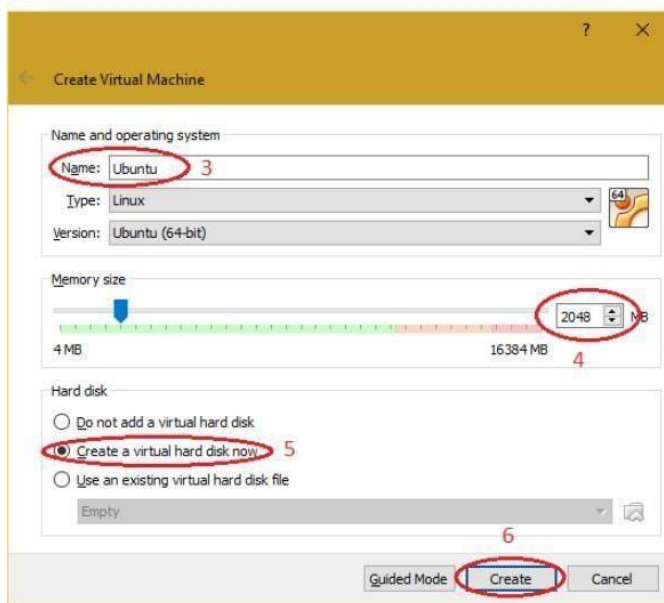 ?
Create Virtual Machine
Name and operating system
Name: Ubuntu 3
Type: Linux
64
Version: Ubuntu (64-bit)
Memory size
2048 MB
4 MB 16384 MB
4
Hard disk
Do not add a virtual hard disk
Create a virtual hard disk now 5
Use an existing virtual hard disk file
Empty
6
Guided Mode Create Cancel